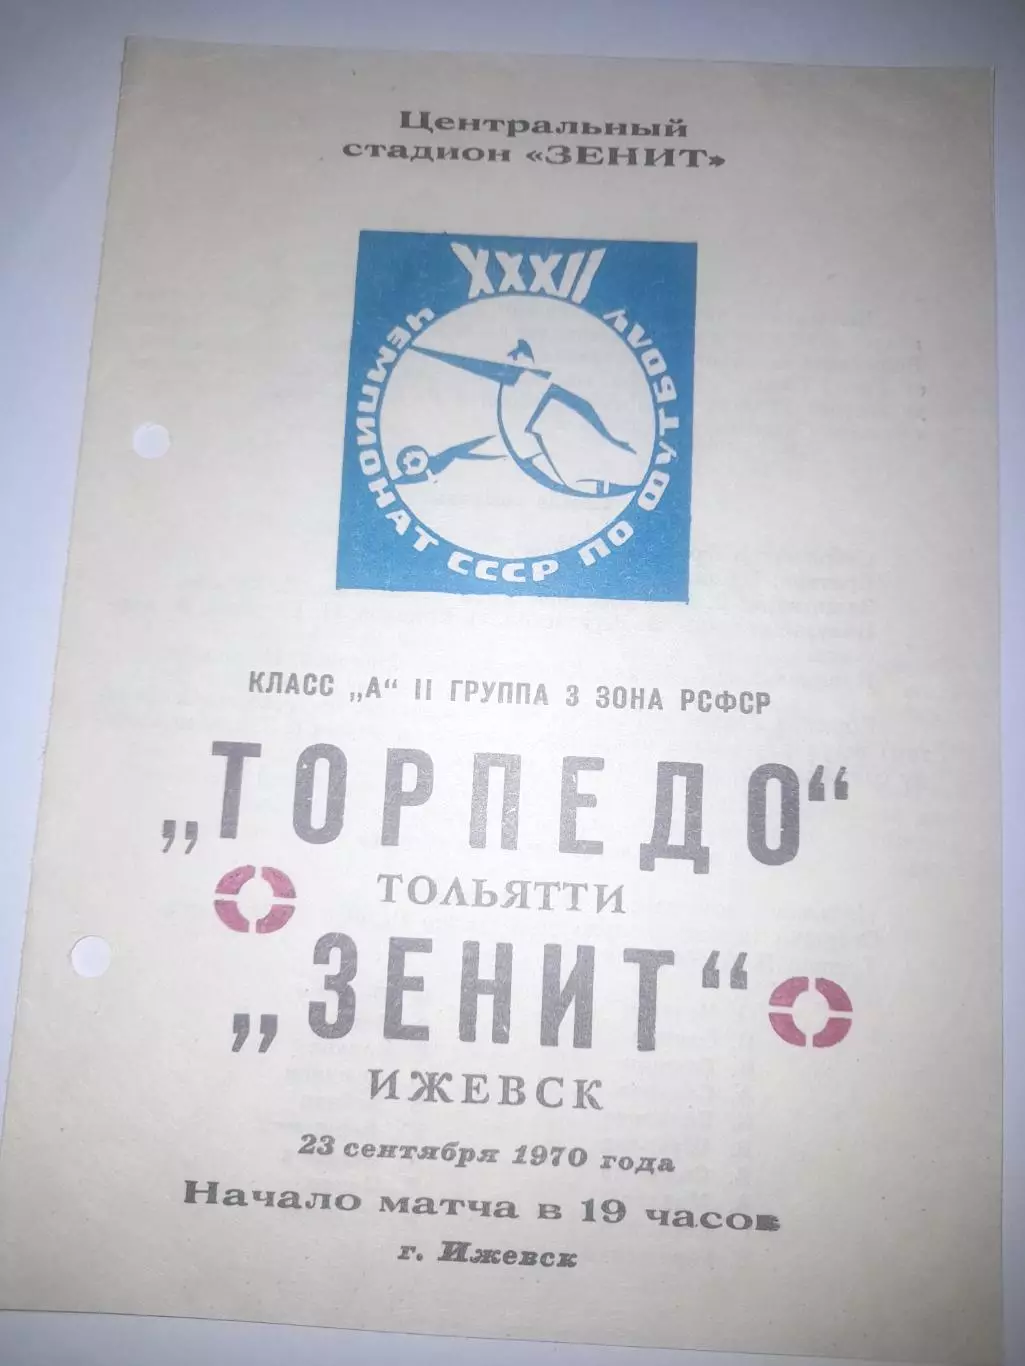 Центральный
стадион «ЗЕНИТ»
XXXII
ЧЕМПИОНАТ СССР ПО ФУТБОЛУ
КЛАСС „А“ II ГРУППА 3 ЗОНА РСФСР
„ТОРПЕДО“
ТОЛЬЯТТИ
„ЗЕНИТ“
ИЖЕВСК
23 сентября 1970 года
Начало матча в 19 часов
г. Ижевск